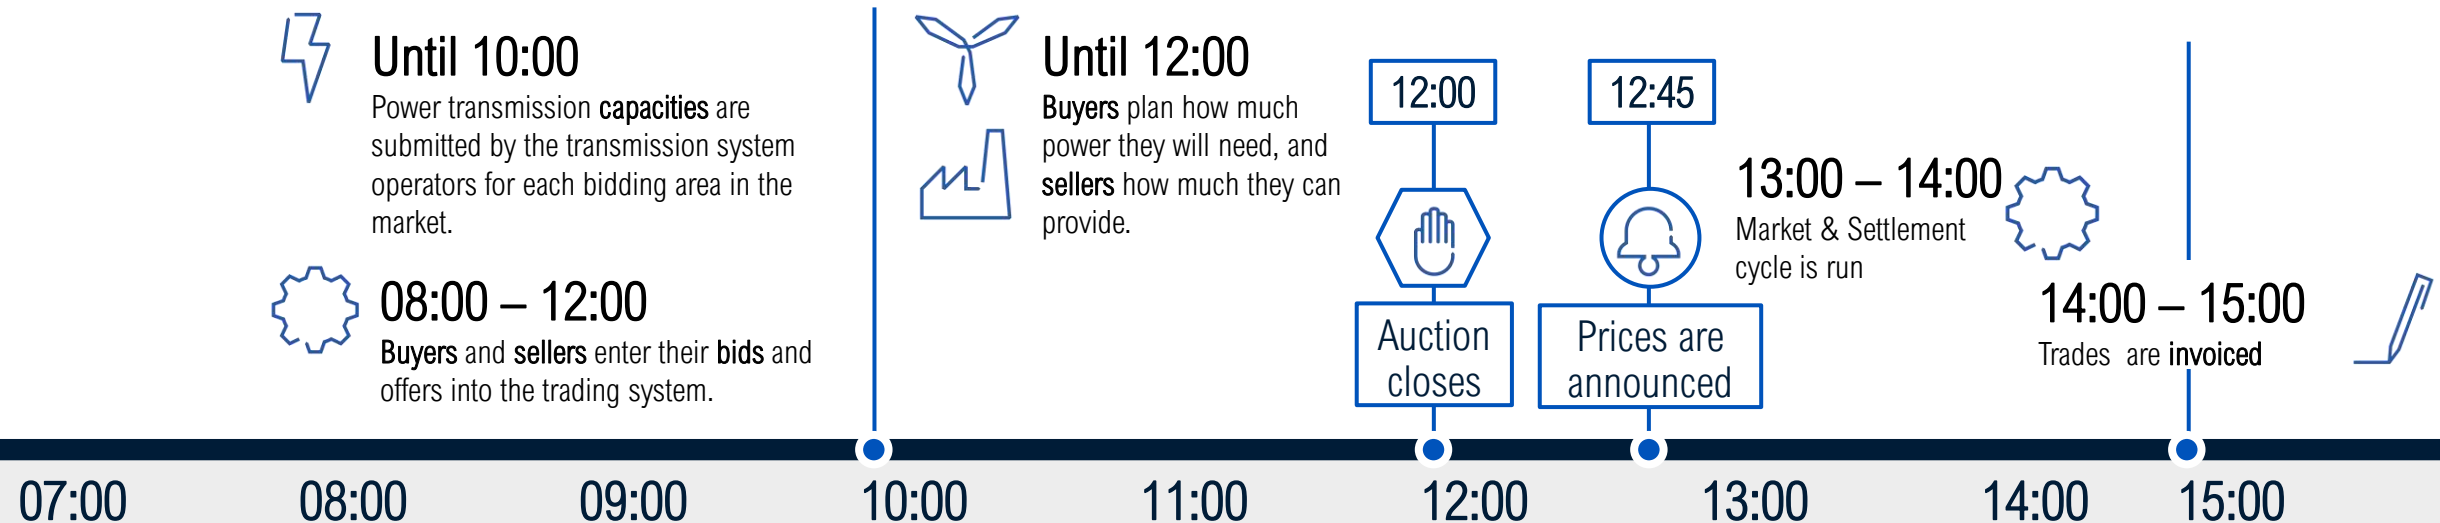 Until 10:00
Power transmission capacities are
submitted by the transmission system
operators for each bidding area in the
market.
08:00 – 12:00
Buyers and sellers enter their bids and
offers into the trading system.
Until 12:00
Buyers plan how much
power they will need, and
sellers how much they can
provide.
12:00
Auction
closes
12:45
Prices are
announced
13:00 – 14:00
Market & Settlement
cycle is run
14:00 – 15:00
Trades are invoiced
07:00 08:00 09:00 10:00 11:00 12:00 13:00 14:00 15:00